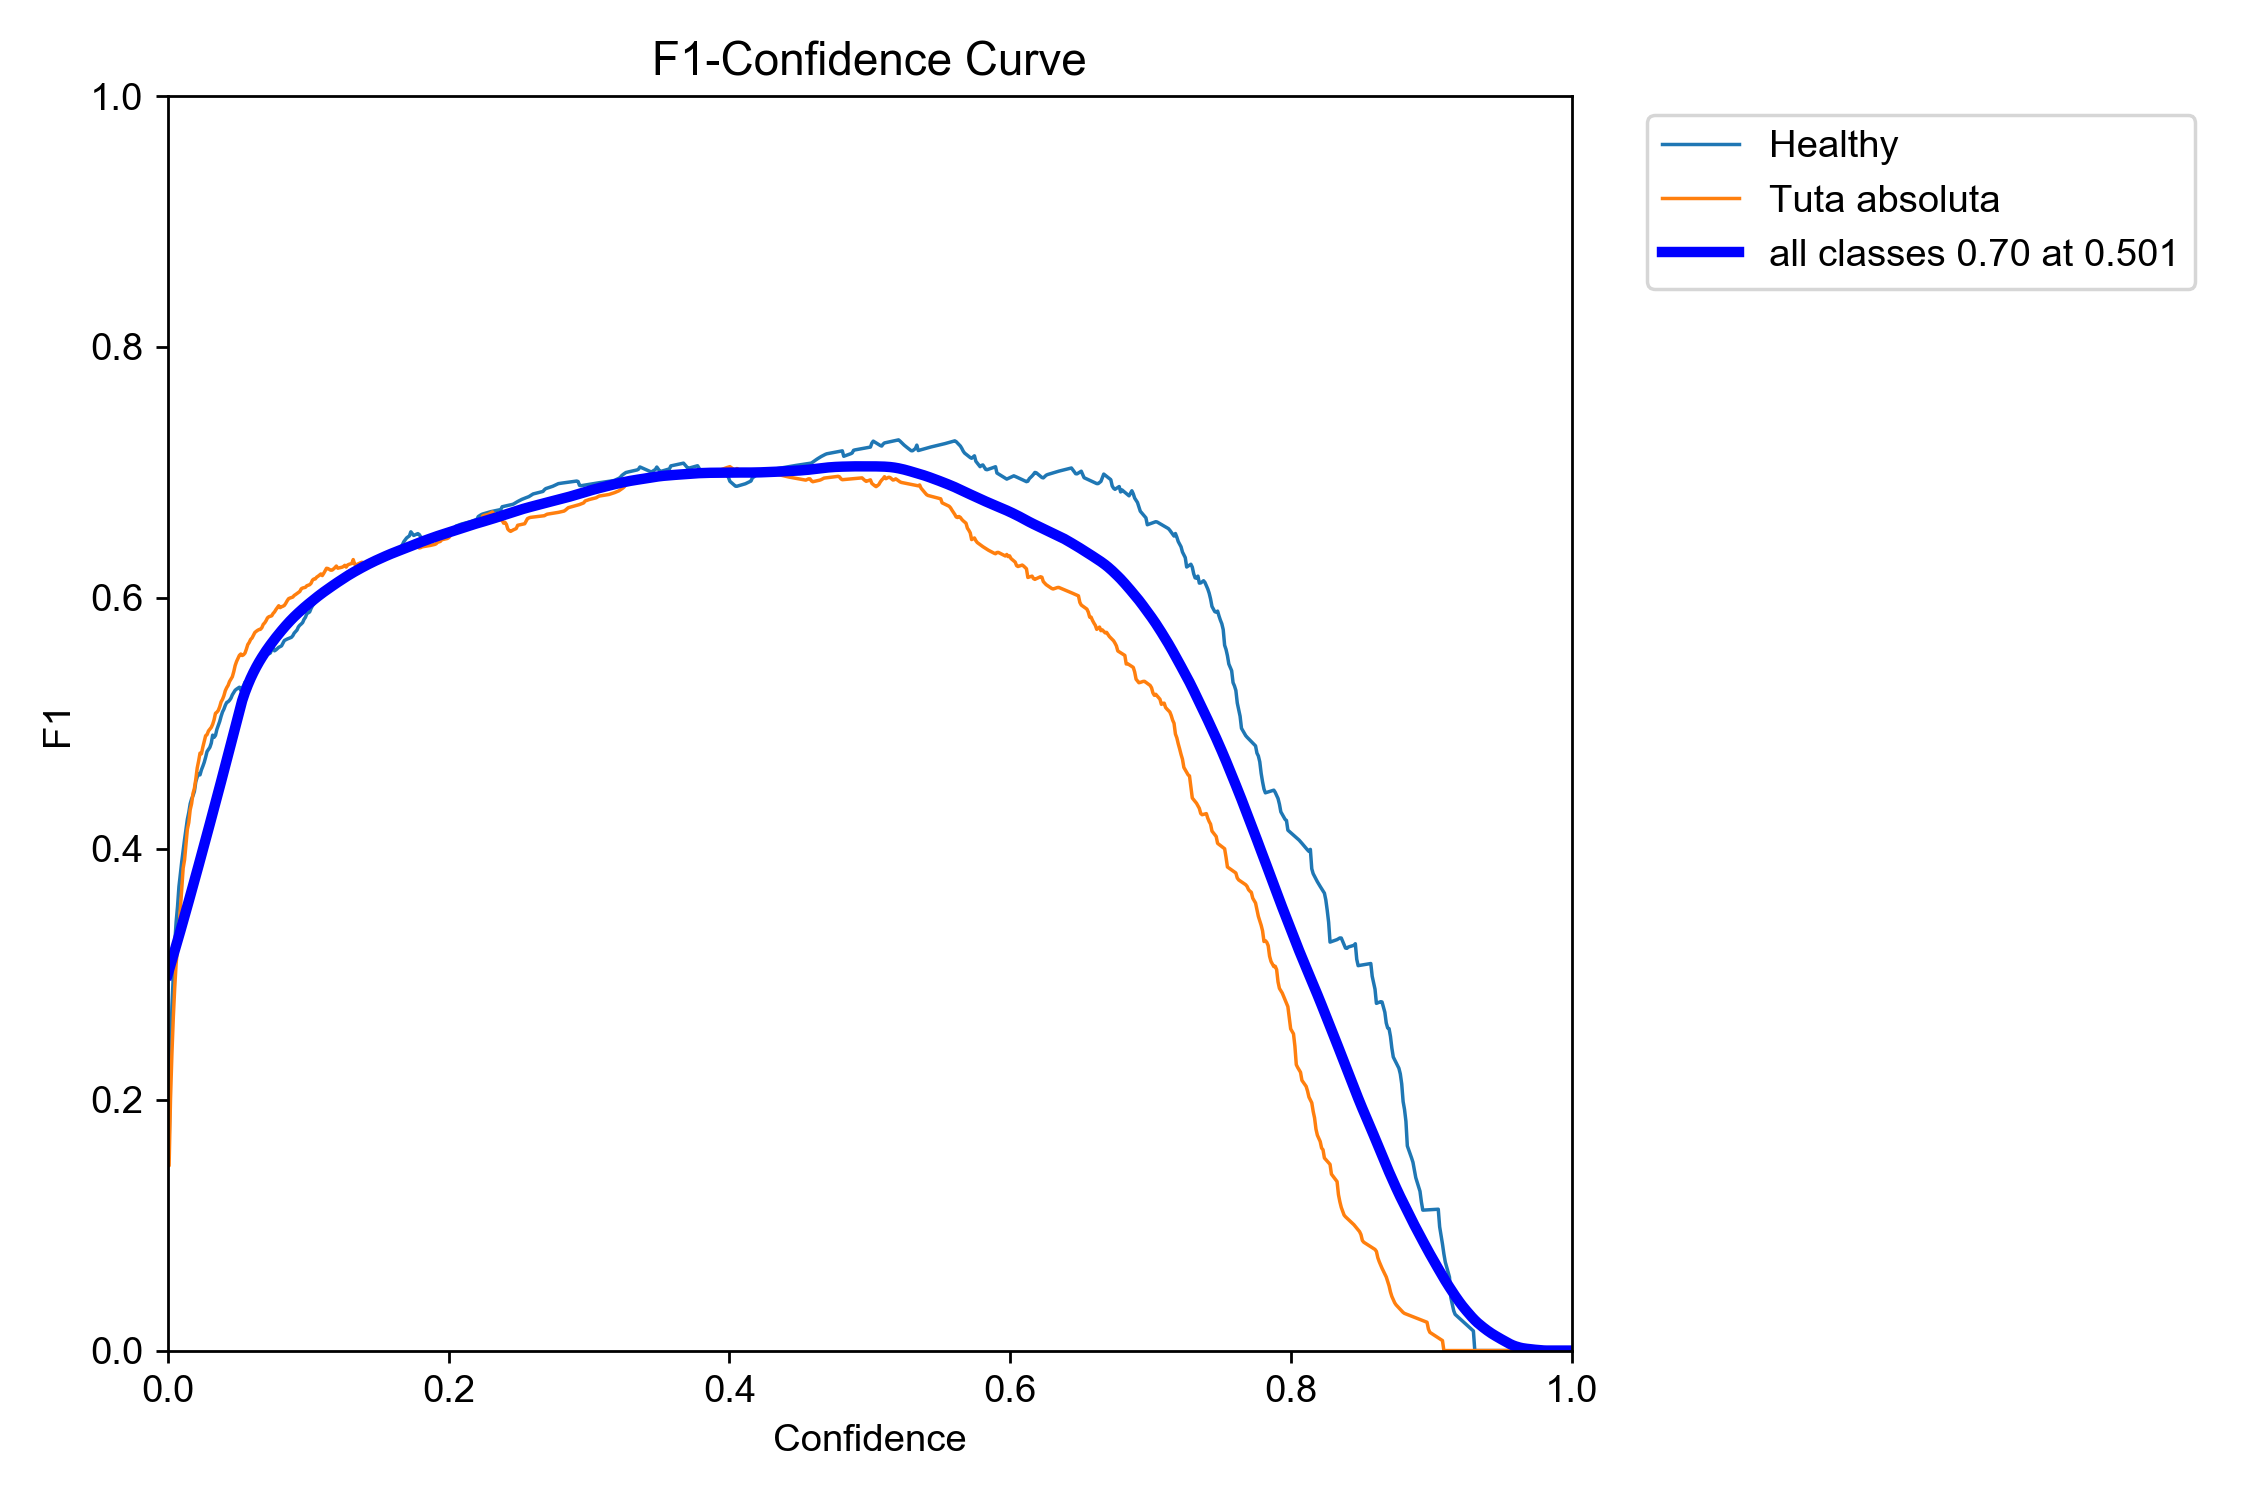 F1-Confidence Curve
1.0
0.8
0.6
0.4
0.2
0.0
F1
0.0 0.2 0.4 0.6 0.8 1.0
Confidence
Healthy
Tuta absoluta
all classes 0.70 at 0.501